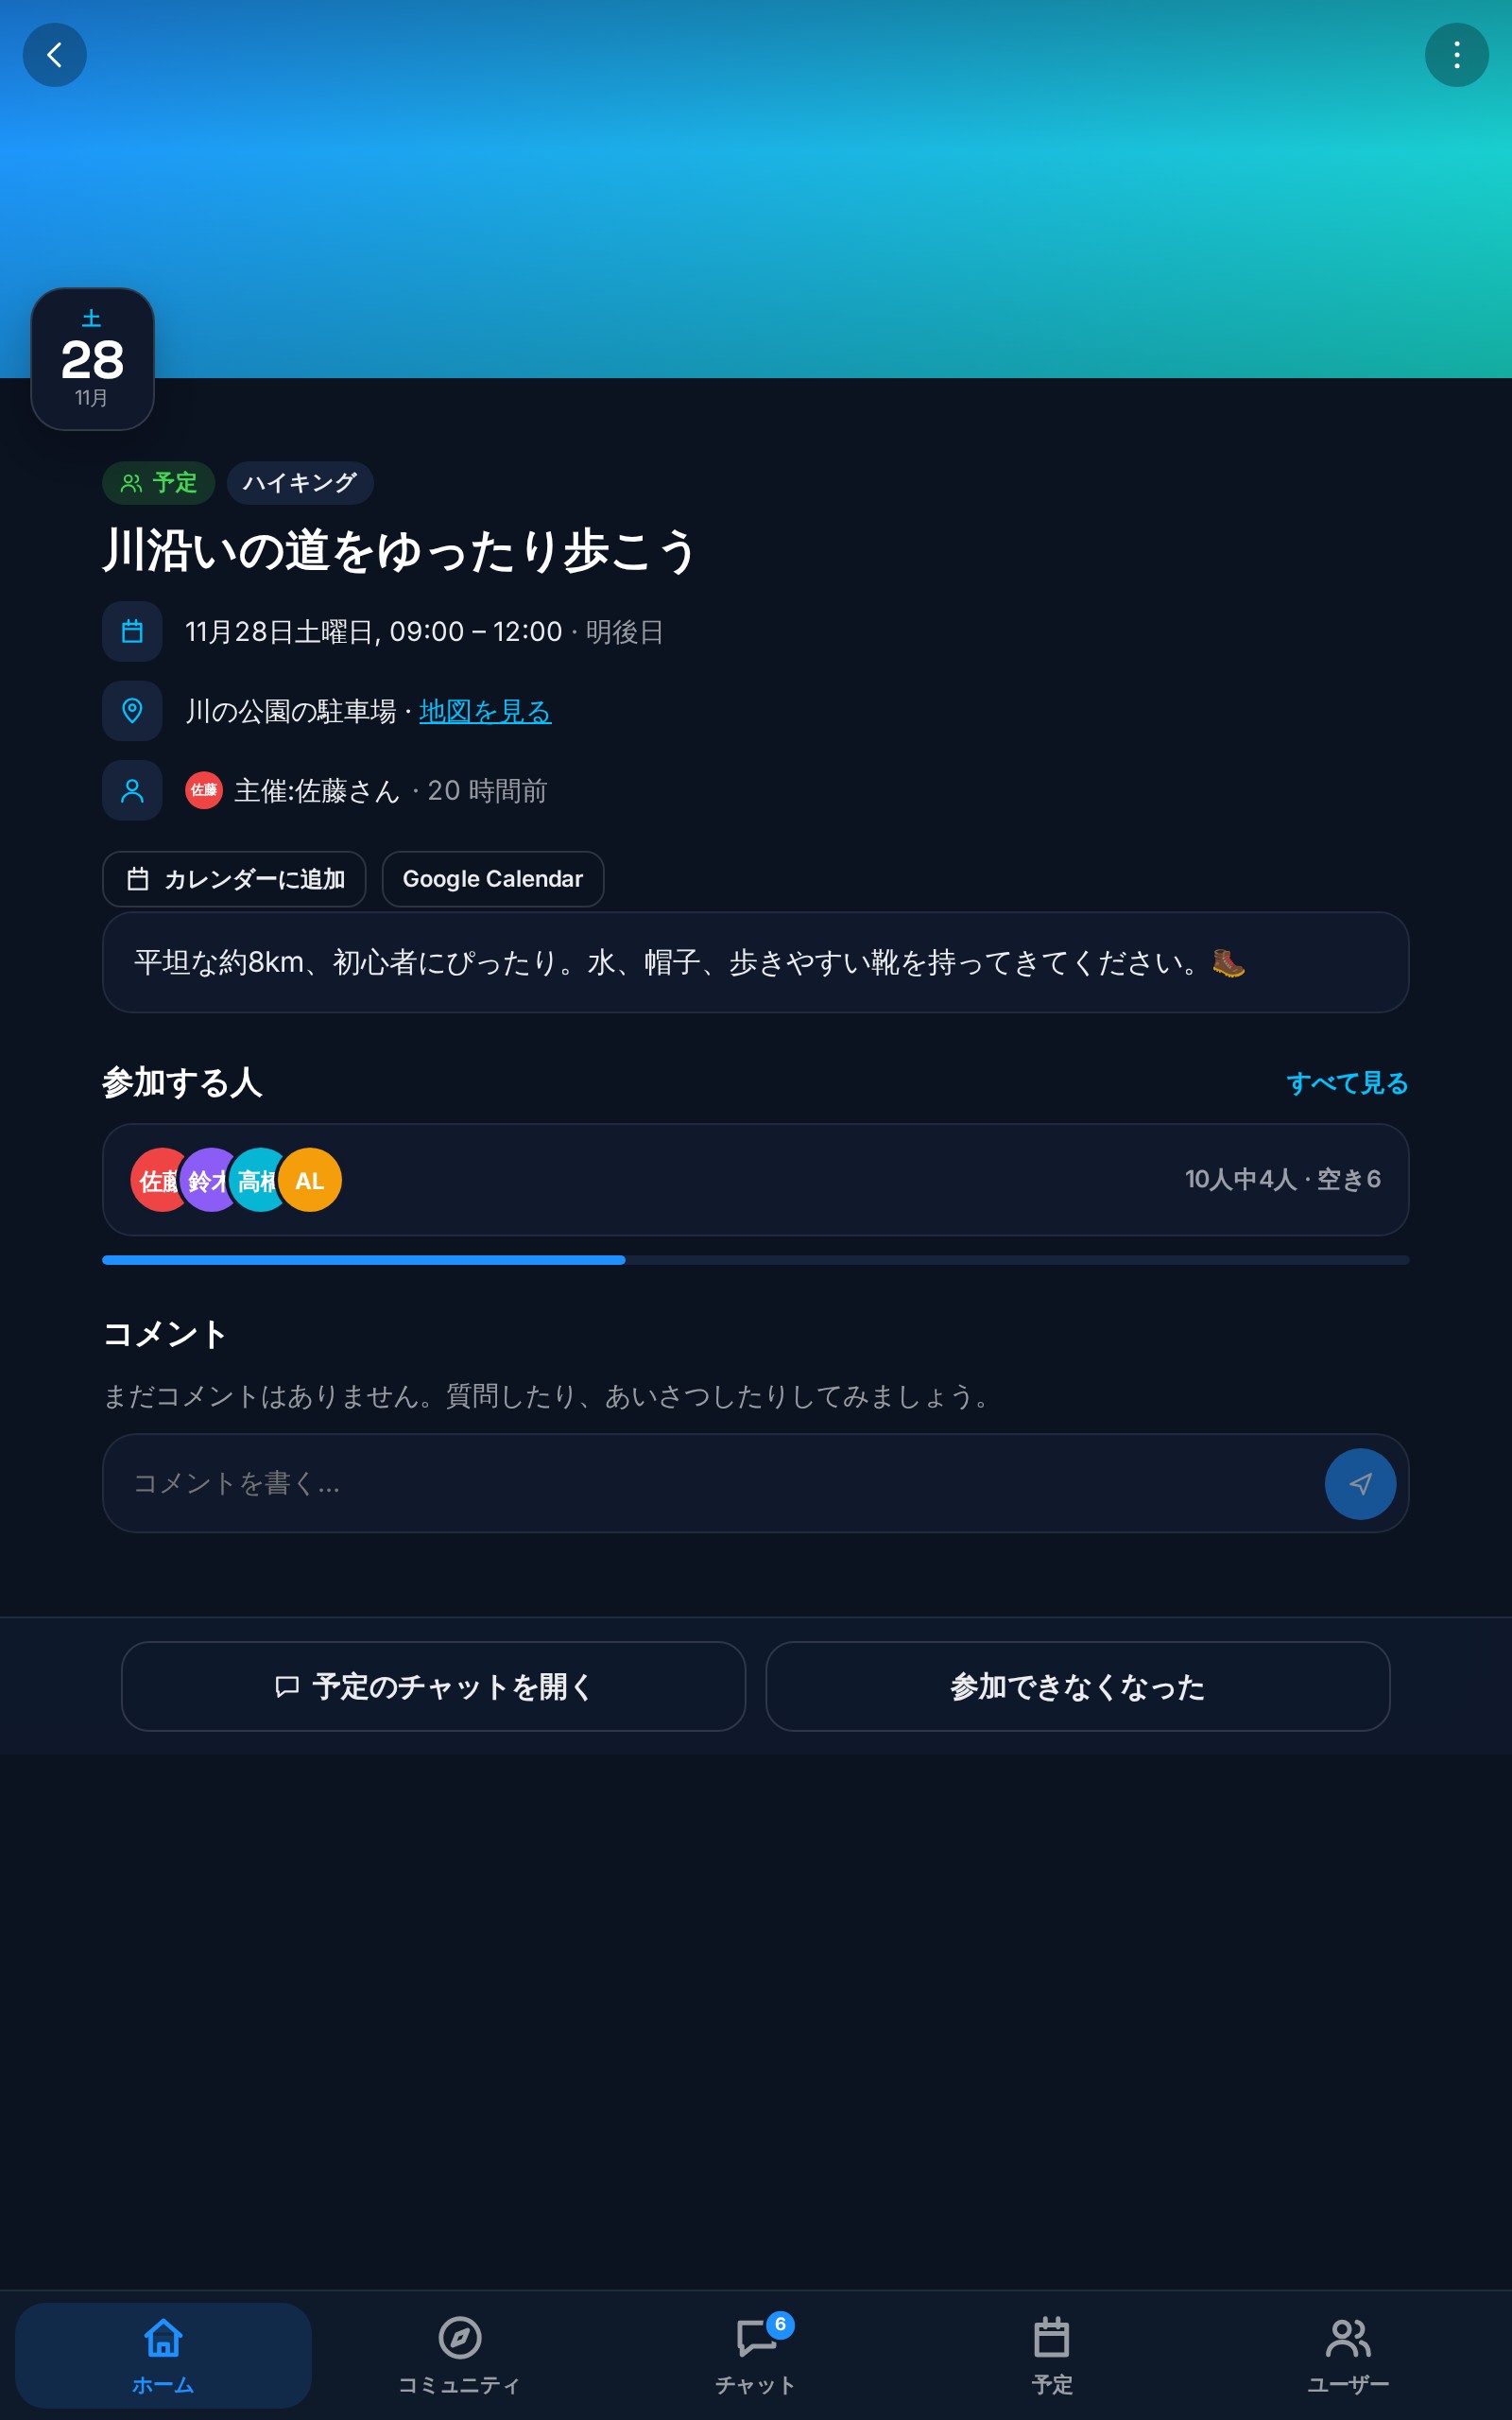 土
28
11月
予定 ハイキング
川沿いの道をゆったり歩こう
11月28日土曜日, 09:00 – 12:00 · 明後日
川の公園の駐車場 · 地図を見る
佐藤 主催:佐藤さん · 20 時間前
カレンダーに追加 Google Calendar
平坦な約8km、初心者にぴったり。水、帽子、歩きやすい靴を持ってきてください。🥾
参加する人 すべて見る
佐藤 鈴木 高橋 AL 10人中4人 · 空き6
コメント
まだコメントはありません。質問したり、あいさつしたりしてみましょう。
コメントを書く...
予定のチャットを開く 参加できなくなった
6
ホーム コミュニティ チャット 予定 ユーザー